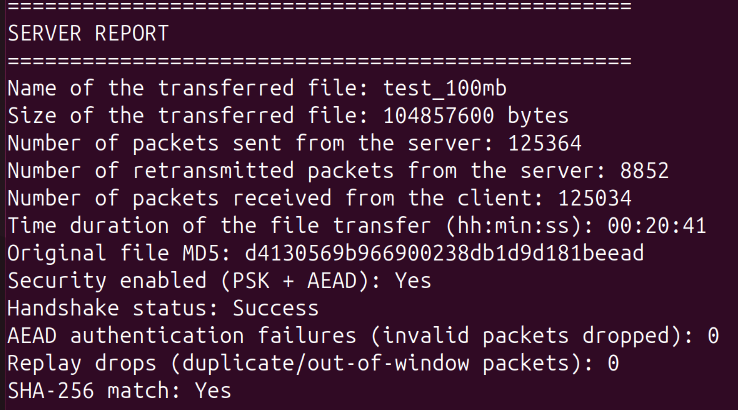 ==================================================
SERVER REPORT
==================================================
Name of the transferred file: test_100mb
Size of the transferred file: 104857600 bytes
Number of packets sent from the server: 125364
Number of retransmitted packets from the server: 8852
Number of packets received from the client: 125034
Time duration of the file transfer (hh:min:ss): 00:20:41
Original file MD5: d4130569b966900238db1d9d181beead
Security enabled (PSK + AEAD): Yes
Handshake status: Success
AEAD authentication failures (invalid packets dropped): 0
Replay drops (duplicate/out-of-window packets): 0
SHA-256 match: Yes